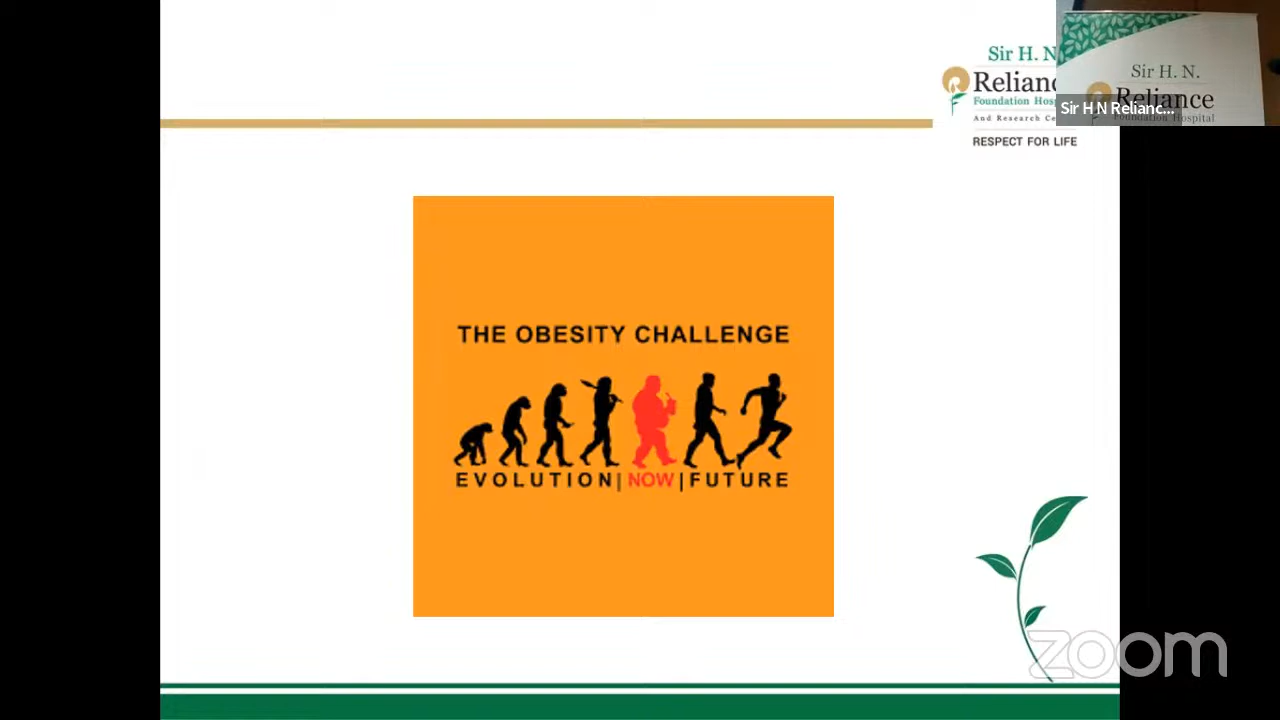 Sir H. N.
Reliance
Foundation Hospital
Sir H N Relianc...
Sir H. N
Relianc
Foundation Hosp
And Research Ce
RESPECT FOR LIFE
THE OBESITY CHALLENGE
EVOLUTION|NOW|FUTURE
zoom